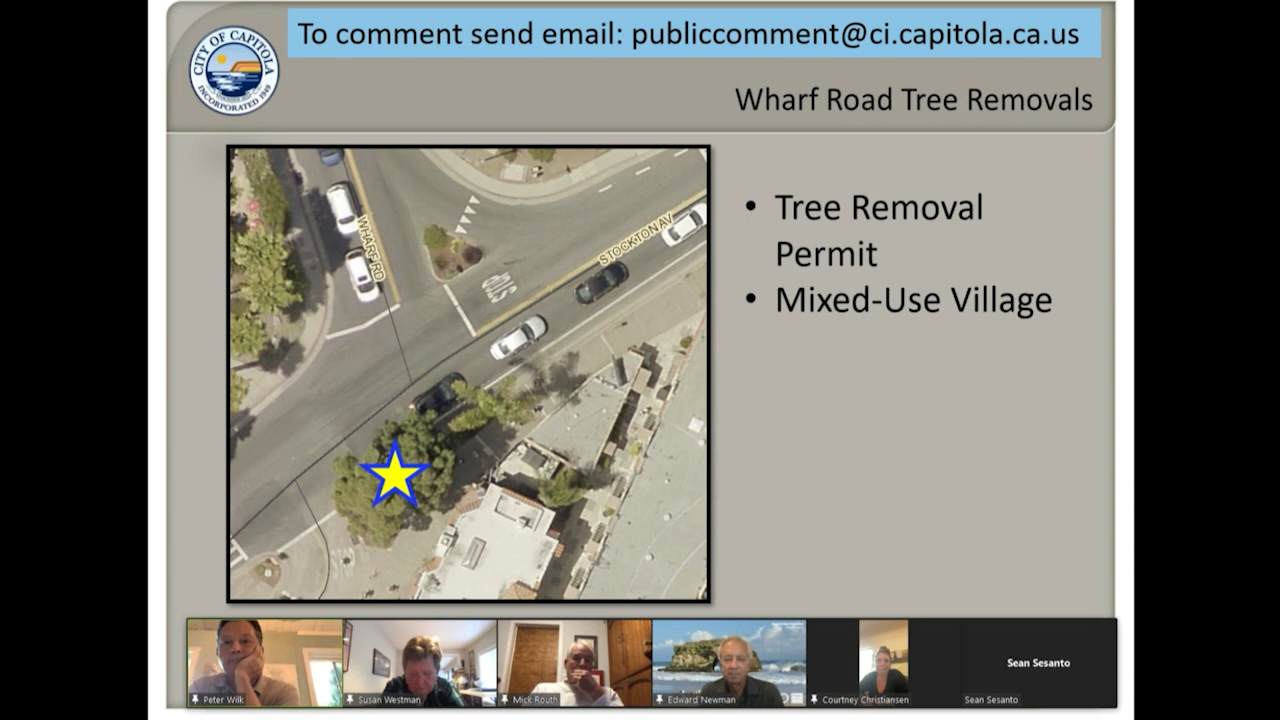 To comment send email: publiccomment@ci.capitola.ca.us
CITY OF CAPITOLA
INCORPORATED 1949
Wharf Road Tree Removals
WHARF RD
STOCKTON AV
STOP
• Tree Removal
Permit
• Mixed-Use Village
Sean Sesanto
Peter Wilk
Susan Westman
Mick Routh
Edward Newman
Courtney Christiansen
Sean Sesanto